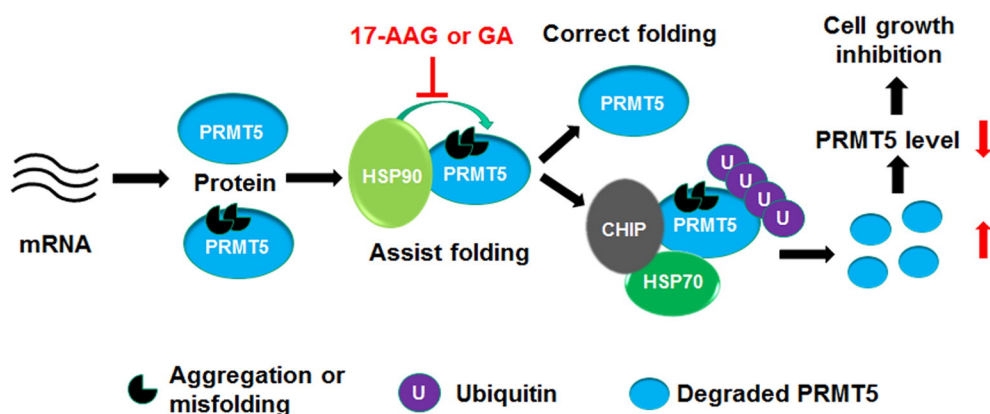 17-AAG or GA
Correct folding
Cell growth
inhibition
PRMT5
PRMT5
PRMT5 level
mRNA
Protein
HSP90
PRMT5
PRMT5
Assist folding
CHIP
PRMT5
HSP70
U
U
U
U
Aggregation or
misfolding
U
Ubiquitin
Degraded PRMT5